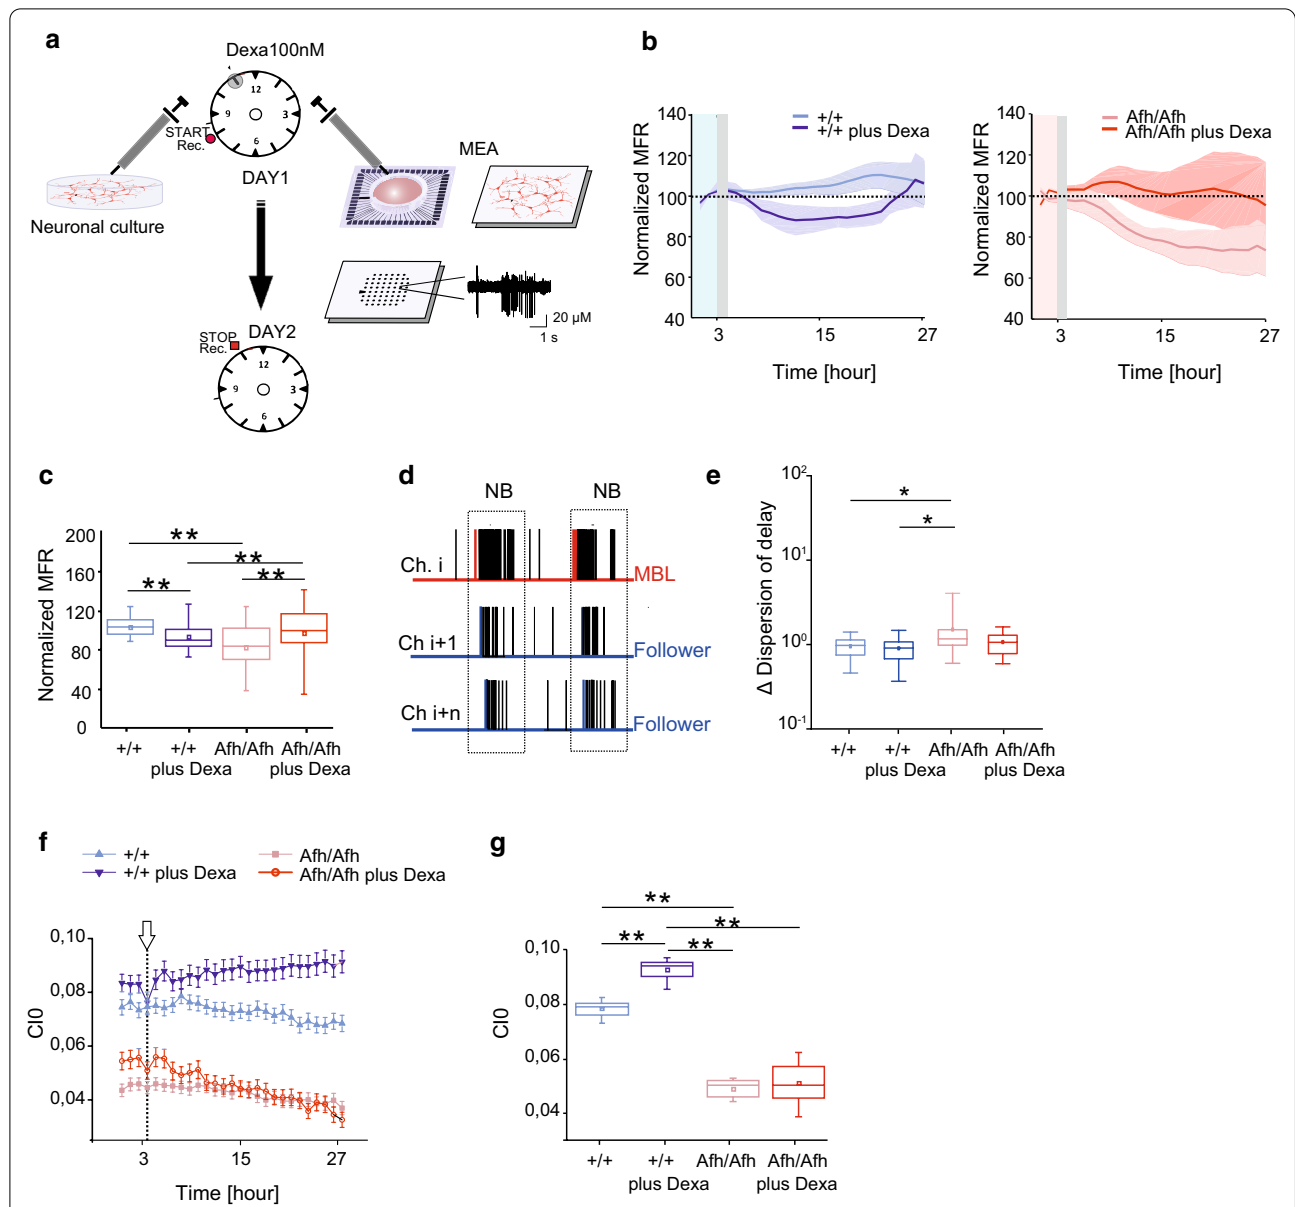 a
Dexa100nM
12
9
3
6
START
Rec.
DAY1
Neuronal culture
MEA
20 µM
1 s
STOP
Rec.
DAY2
12
9
3
6
b
Normalized MFR
140
120
100
80
60
40
+/+
+/+ plus Dexa
3
15
27
Time [hour]
Normalized MFR
140
120
100
80
60
40
Afh/Afh
Afh/Afh plus Dexa
3
15
27
Time [hour]
c
Normalized MFR
200
160
120
80
40
0
**
**
**
**
+/+
+/+
plus Dexa
Afh/Afh
Afh/Afh
plus Dexa
d
NB
NB
Ch. i
MBL
Ch i+1
Follower
Ch i+n
Follower
e
Δ Dispersion of delay
10²
10¹
10⁰
10⁻¹
*
*
+/+
+/+
plus Dexa
Afh/Afh
Afh/Afh
plus Dexa
f
+/+
+/+ plus Dexa
Afh/Afh
Afh/Afh plus Dexa
CI0
0,10
0,08
0,06
0,04
3
15
27
Time [hour]
g
CI0
0,10
0,08
0,06
0,04
**
**
**
**
+/+
+/+
plus Dexa
Afh/Afh
Afh/Afh
plus Dexa